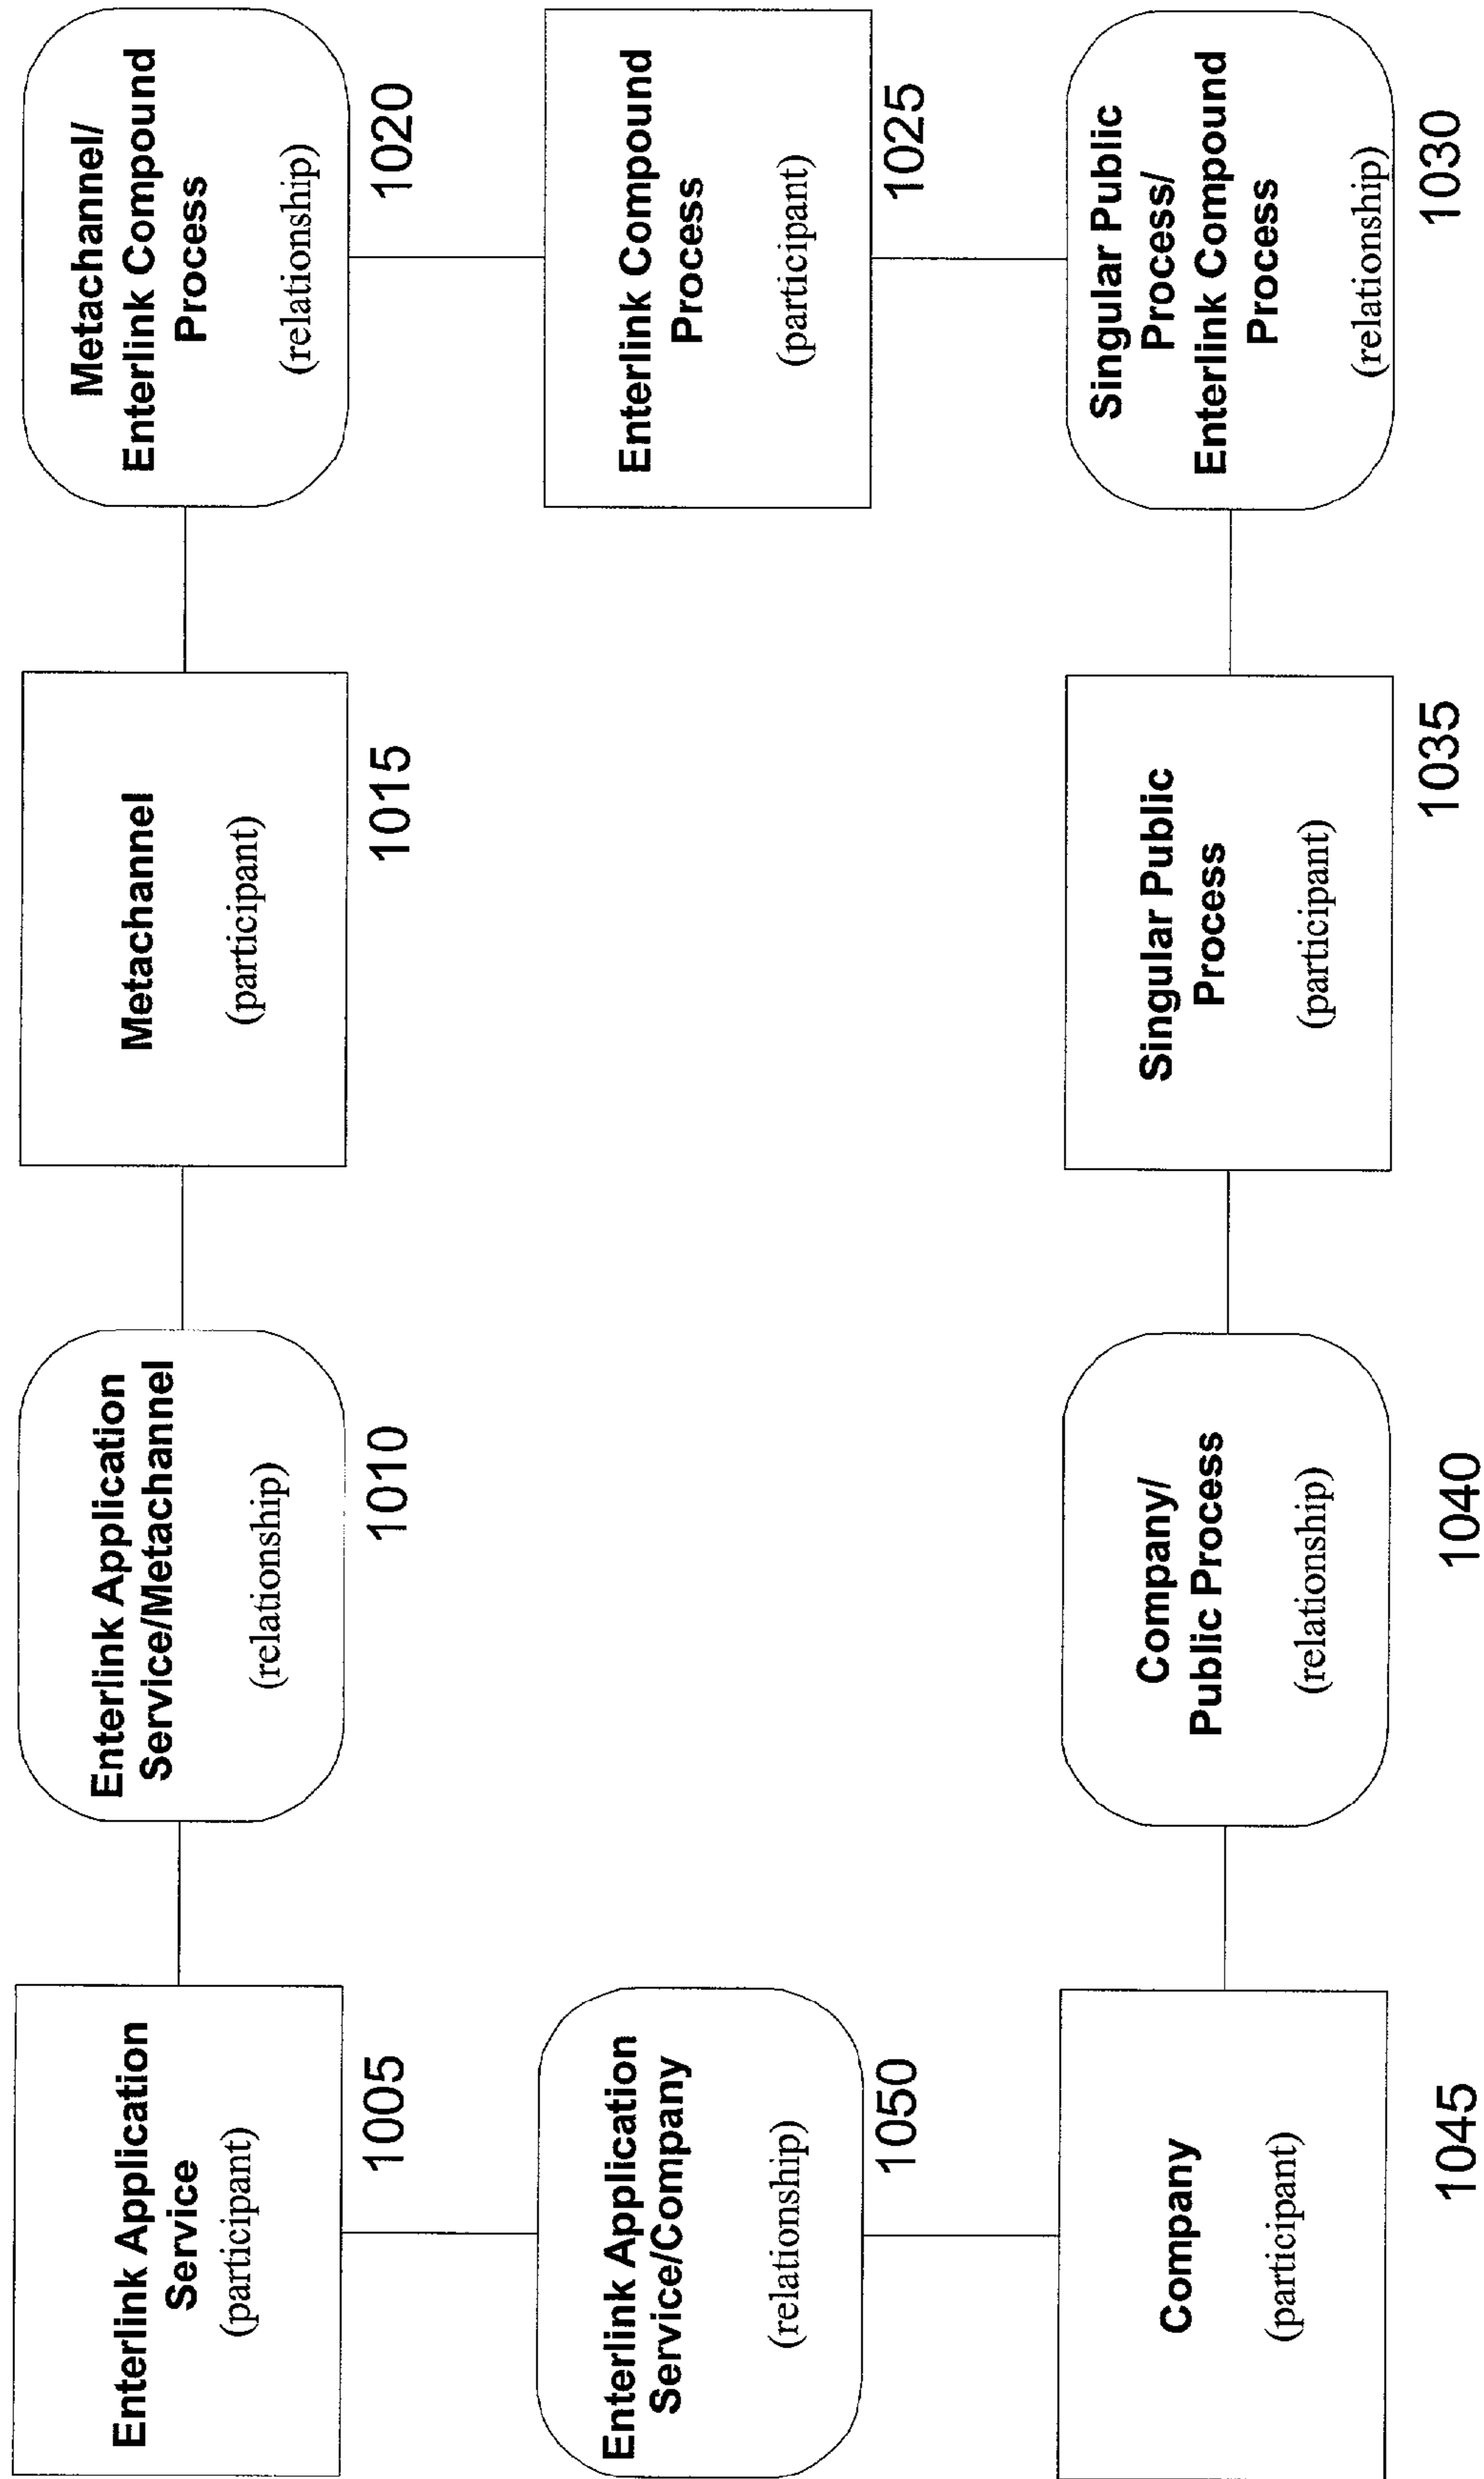 Enterlink Application
Service
(participant)
1005
Enterlink Application
Service/Metachannel
(relationship)
1010
Metachannel
(participant)
1015
Metachannel/
Enterlink Compound
Process
(relationship)
1020
Enterlink Application
Service/Company
(relationship)
1050
Enterlink Compound
Process
(participant)
1025
Company
(participant)
1045
Company/
Public Process
(relationship)
1040
Singular Public
Process
(participant)
1035
Singular Public
Process/
Enterlink Compound
Process
(relationship)
1030